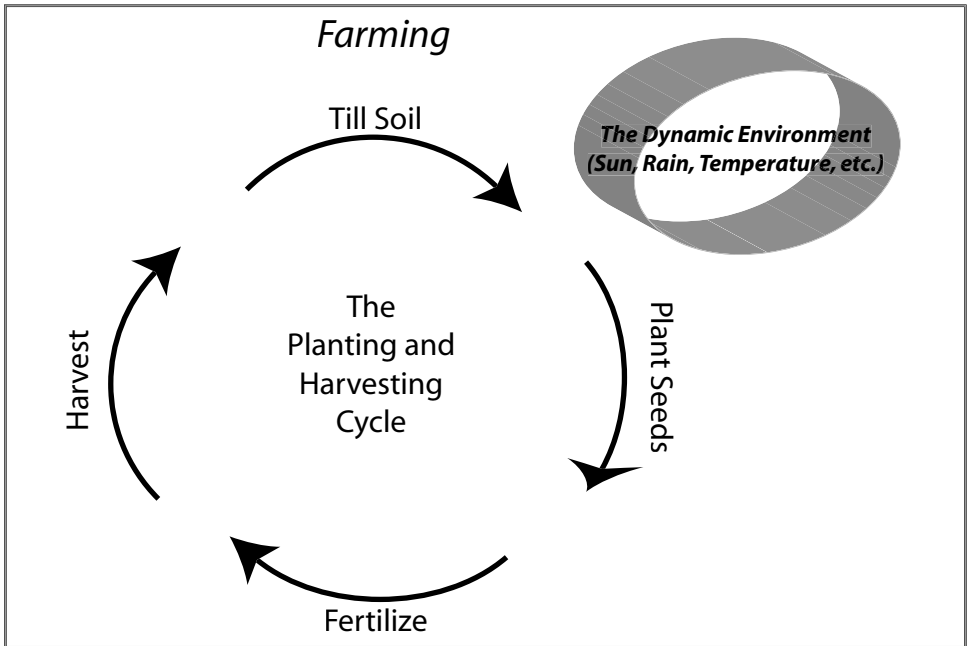 Farming
Till Soil
The Dynamic Environment
(Sun, Rain, Temperature, etc.)
Plant Seeds
The
Planting and
Harvesting
Cycle
Harvest
Fertilize